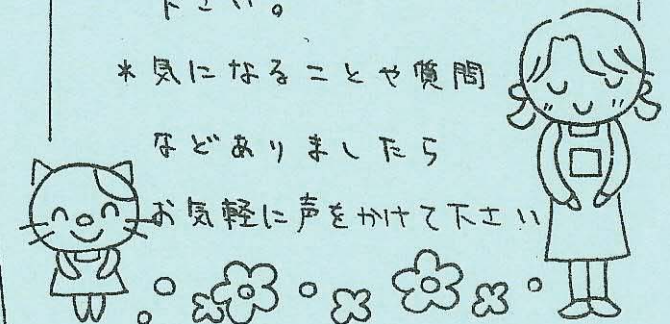 下さい。
*気になることや質問
などありましたら
お気軽に声をかけて下さい